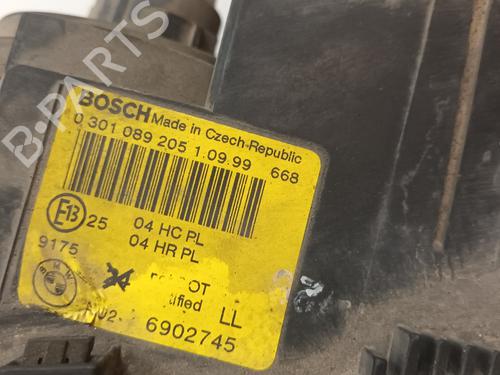 B-PARTS
BOSCH Made in Czech-Republic
0 301 089 205 1.09.99 668
E13 25 04 HC PL
04 HR PL
9175
LL
6902745